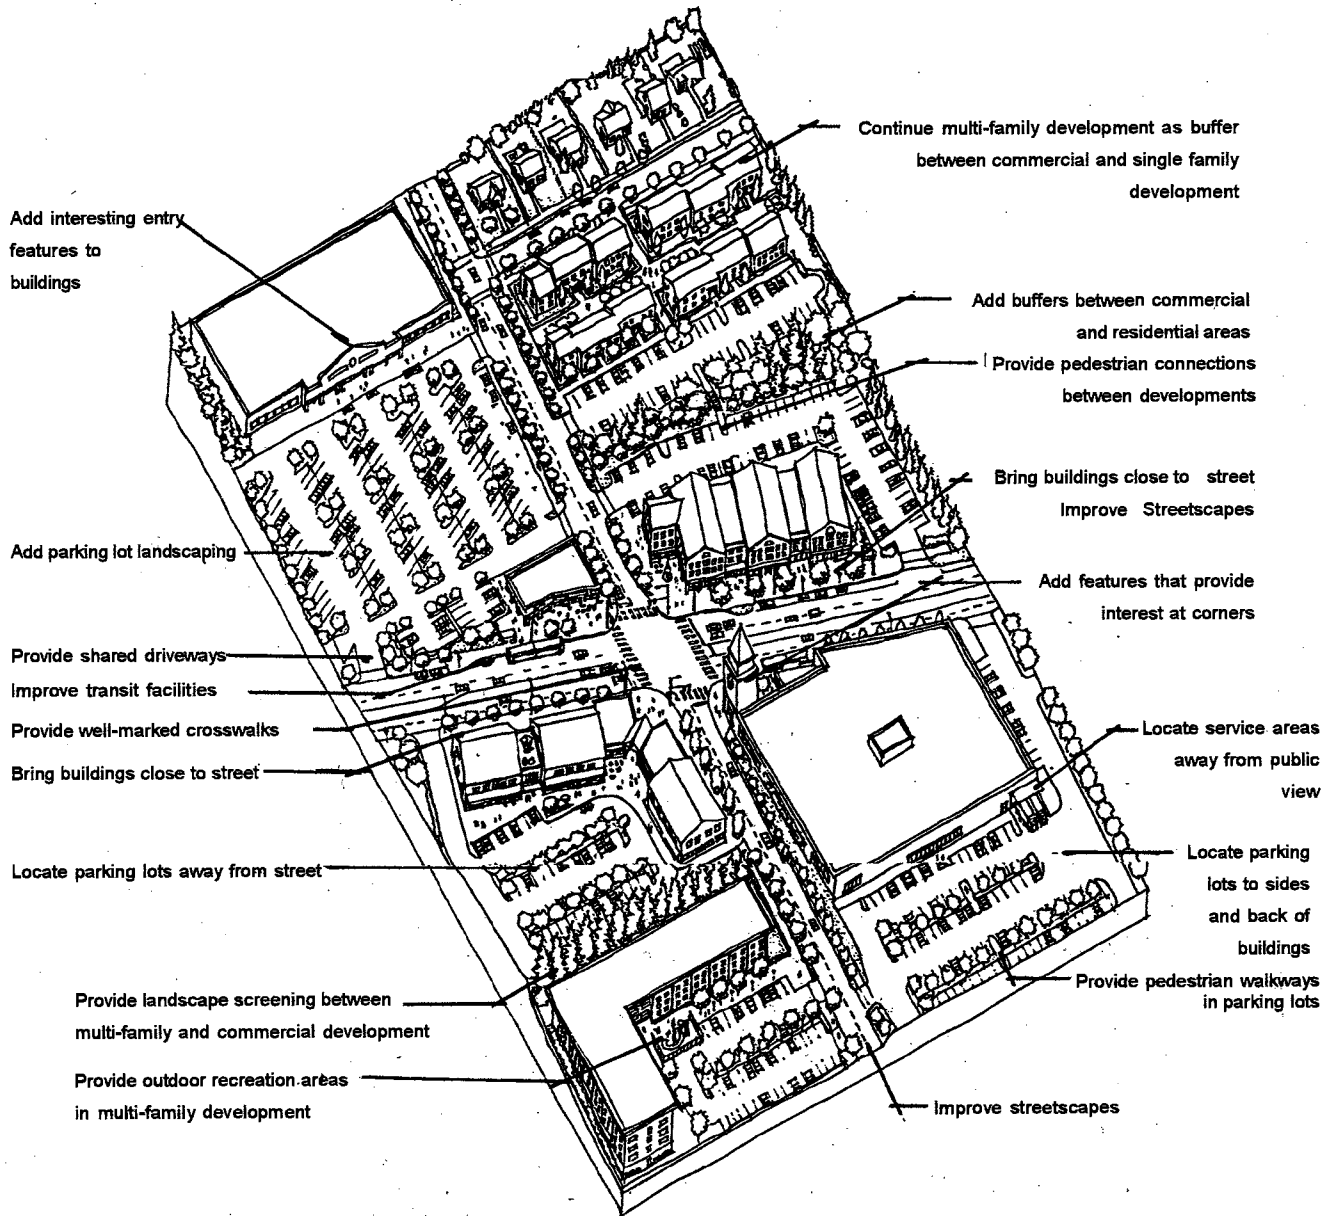 Continue multi-family development as buffer
between commercial and single family
development
Add interesting entry
features to
buildings
Add buffers between commercial
and residential areas
Provide pedestrian connections
between developments
Bring buildings close to street
Improve Streetscapes
Add parking lot landscaping
Add features that provide
interest at corners
Provide shared driveways
Improve transit facilities
Provide well-marked crosswalks
Bring buildings close to street
Locate service areas
away from public
view
Locate parking lots away from street
Locate parking
lots to sides
and back of
buildings
Provide pedestrian walkways
in parking lots
Provide landscape screening between
multi-family and commercial development
Provide outdoor recreation areas
in multi-family development
Improve streetscapes